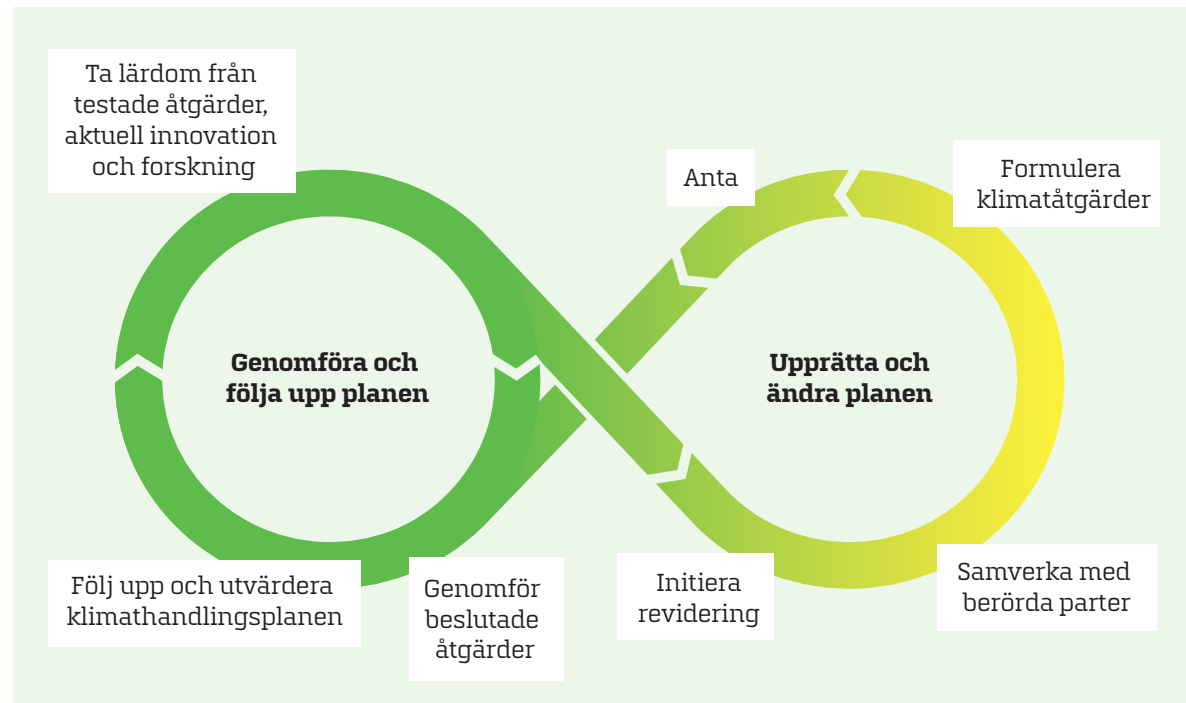 Ta lärdom från
testade åtgärder,
aktuell innovation
och forskning
Anta
Formulera
klimatåtgärder
Genomföra och
följa upp planen
Upprätta och
ändra planen
Följ upp och utvärdera
klimathandlingsplanen
Genomför
beslutade
åtgärder
Initiera
revidering
Samverka med
berörda parter